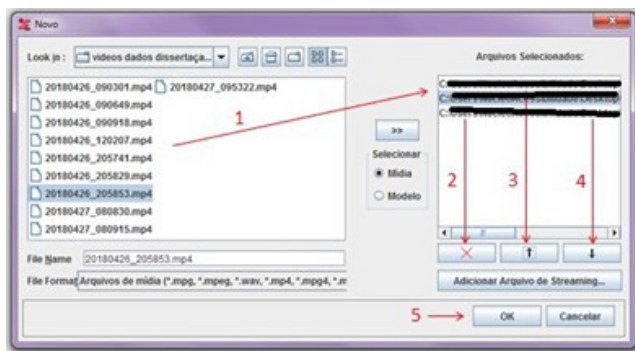 Novo
Look in : videos dados dissertaça...
Arquivos Selecionados:
20180426_090301.mp4 20180427_095322.mp4
20180426_090649.mp4
20180426_090918.mp4
20180426_120207.mp4
20180426_205741.mp4
20180426_205829.mp4
20180426_205853.mp4
20180427_080830.mp4
20180427_080915.mp4
1
>>
Selecionar
Mídia
Modelo
2 3 4
File Name 20180426_205853.mp4
File Format Arquivos de mídia (*.mpg, *.mpeg, *.wav, *.mp4, *.mpg4, *.m
Adicionar Arquivo de Streaming...
5 OK Cancelar